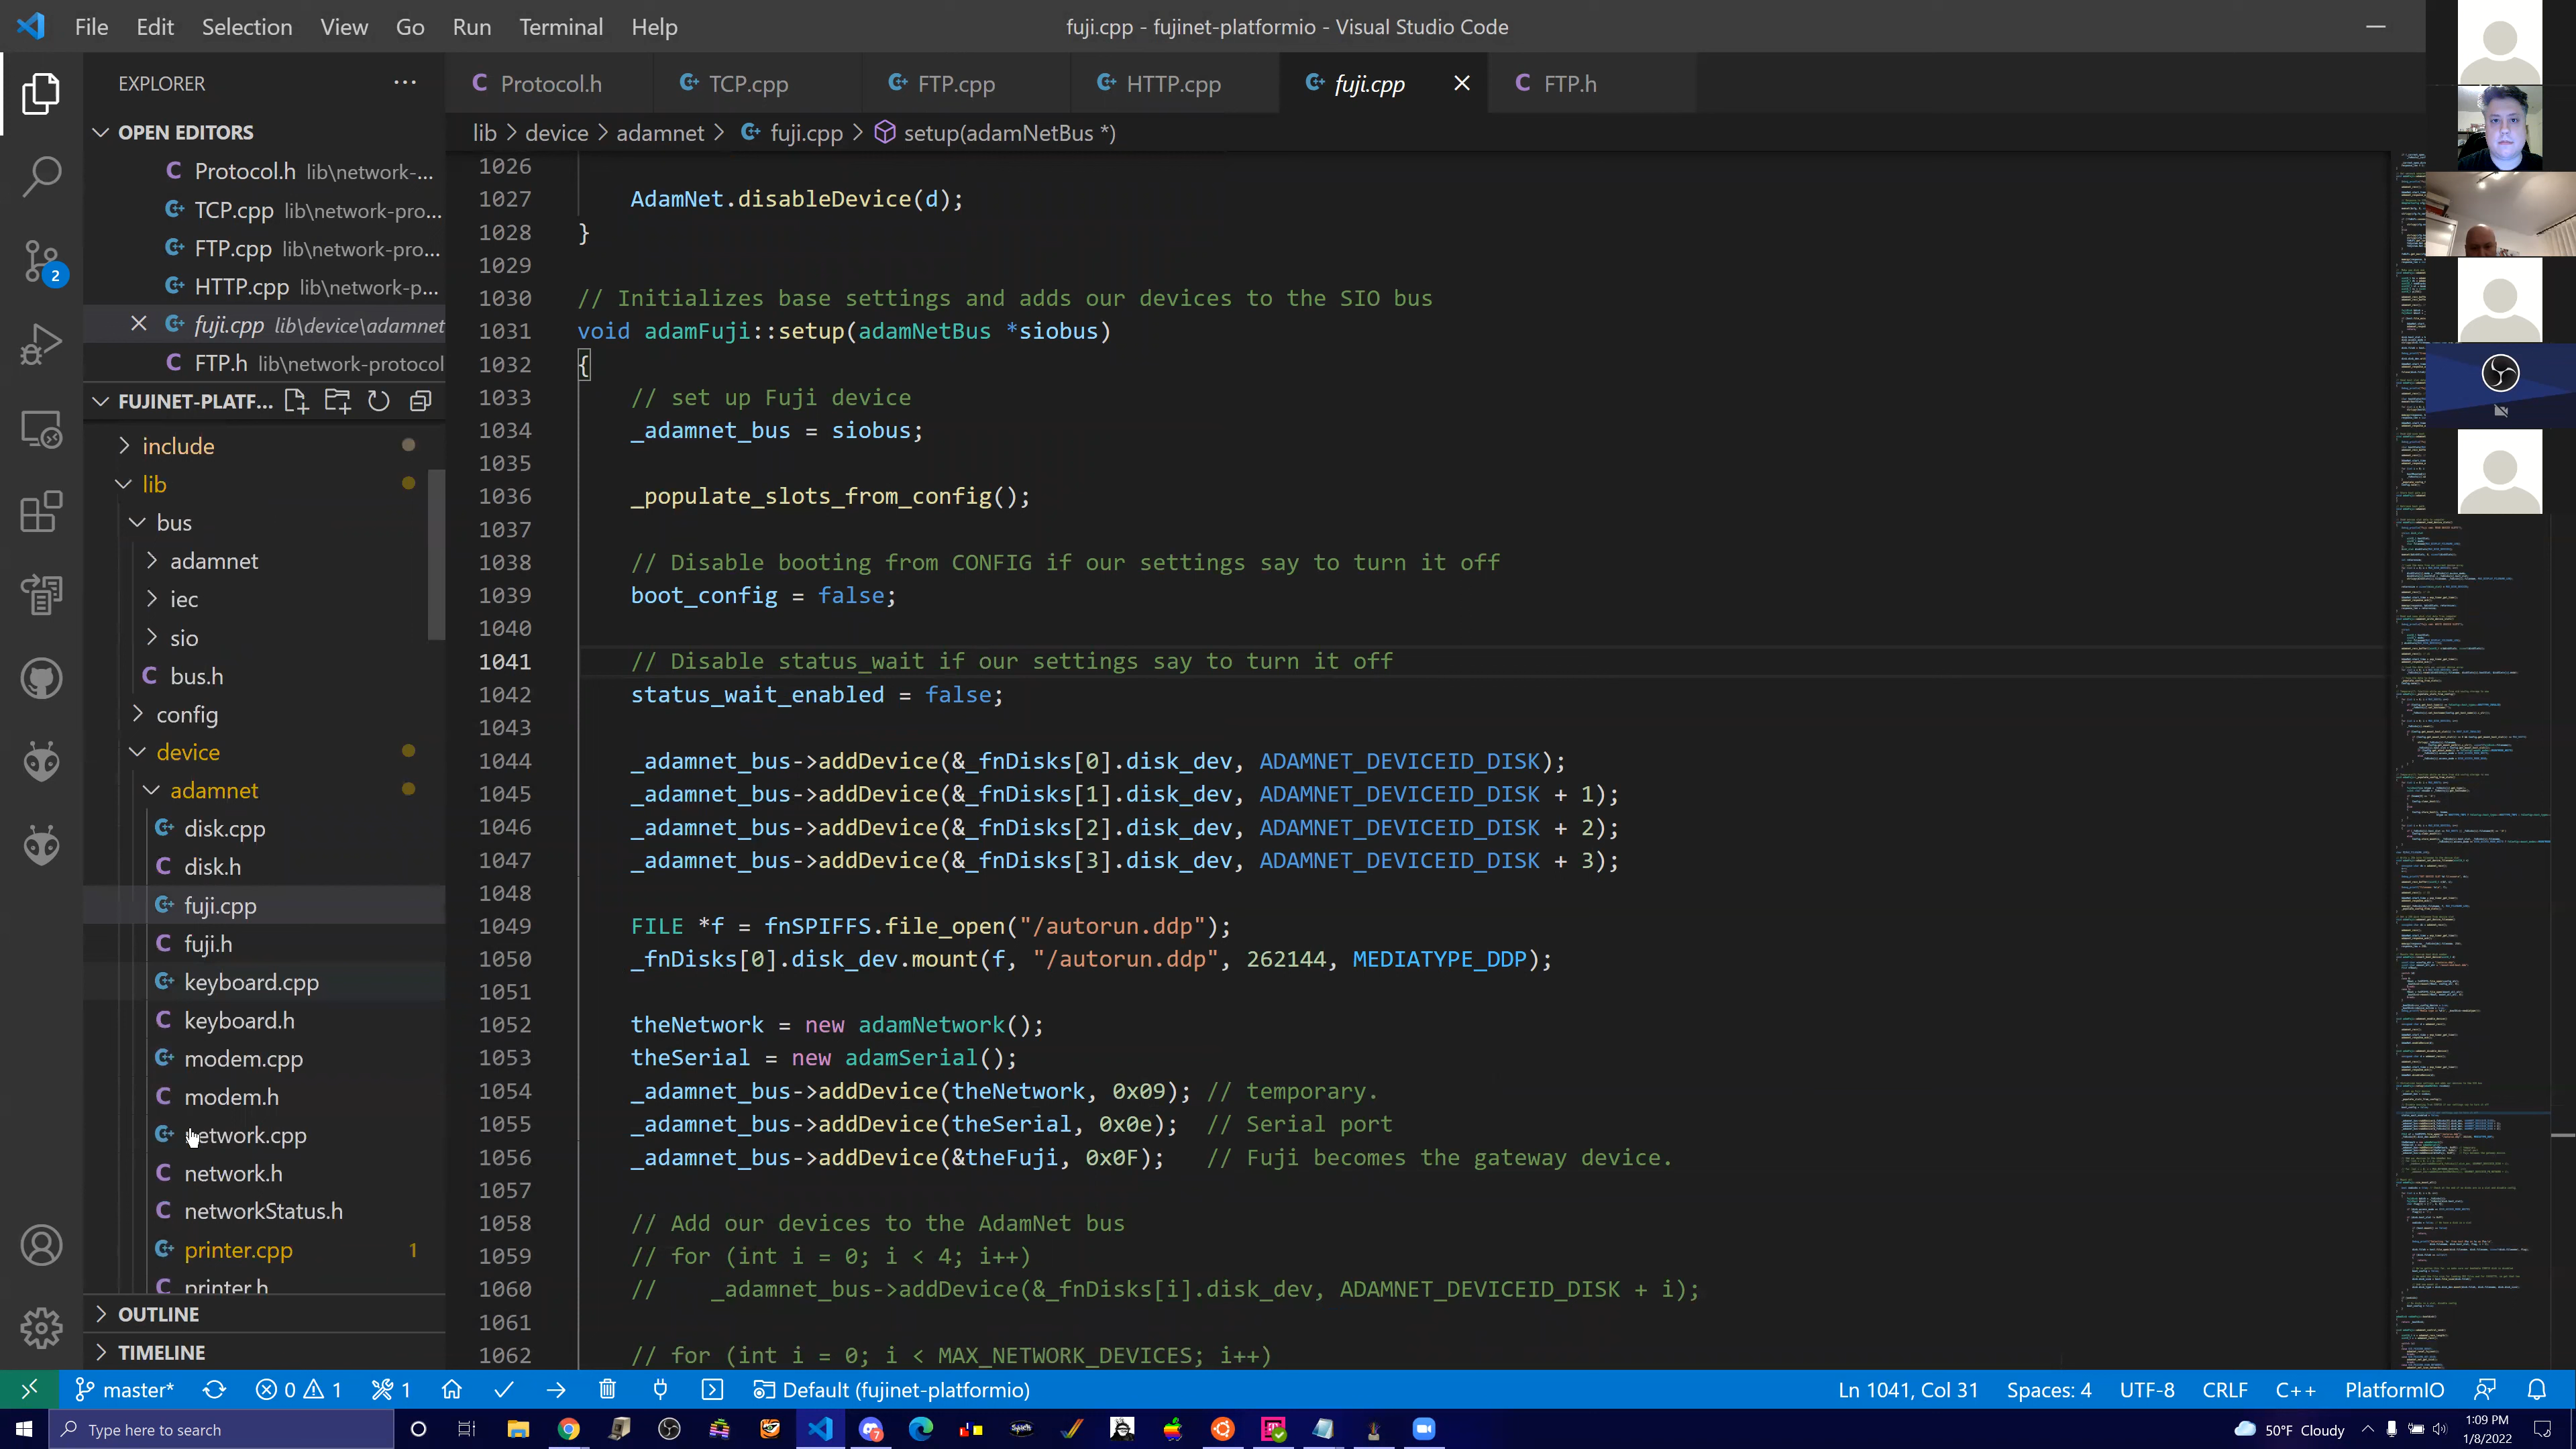 File Edit Selection View Go Run Terminal Help
fuji.cpp - fujinet-platformio - Visual Studio Code
EXPLORER
OPEN EDITORS
Protocol.h lib\network-...
TCP.cpp lib\network-pro...
FTP.cpp lib\network-pro...
HTTP.cpp lib\network-p...
fuji.cpp lib\device\adamnet
FTP.h lib\network-protocol
FUJINET-PLATF...
include
lib
bus
adamnet
iec
sio
bus.h
config
device
adamnet
disk.cpp
disk.h
fuji.cpp
fuji.h
keyboard.cpp
keyboard.h
modem.cpp
modem.h
network.cpp
network.h
networkStatus.h
printer.cpp 1
printer.h
OUTLINE
TIMELINE
2
Protocol.h TCP.cpp FTP.cpp HTTP.cpp fuji.cpp FTP.h
lib > device > adamnet > fuji.cpp > setup(adamNetBus *)
1026
1027 AdamNet.disableDevice(d);
1028 }
1029
1030 // Initializes base settings and adds our devices to the SIO bus
1031 void adamFuji::setup(adamNetBus *siobus)
1032 {
1033 // set up Fuji device
1034 _adamnet_bus = siobus;
1035
1036 _populate_slots_from_config();
1037
1038 // Disable booting from CONFIG if our settings say to turn it off
1039 boot_config = false;
1040
1041 // Disable status_wait if our settings say to turn it off
1042 status_wait_enabled = false;
1043
1044 _adamnet_bus->addDevice(&_fnDisks[0].disk_dev, ADAMNET_DEVICEID_DISK);
1045 _adamnet_bus->addDevice(&_fnDisks[1].disk_dev, ADAMNET_DEVICEID_DISK + 1);
1046 _adamnet_bus->addDevice(&_fnDisks[2].disk_dev, ADAMNET_DEVICEID_DISK + 2);
1047 _adamnet_bus->addDevice(&_fnDisks[3].disk_dev, ADAMNET_DEVICEID_DISK + 3);
1048
1049 FILE *f = fnSPIFFS.file_open("/autorun.ddp");
1050 _fnDisks[0].disk_dev.mount(f, "/autorun.ddp", 262144, MEDIATYPE_DDP);
1051
1052 theNetwork = new adamNetwork();
1053 theSerial = new adamSerial();
1054 _adamnet_bus->addDevice(theNetwork, 0x09); // temporary.
1055 _adamnet_bus->addDevice(theSerial, 0x0e); // Serial port
1056 _adamnet_bus->addDevice(&theFuji, 0x0F); // Fuji becomes the gateway device.
1057
1058 // Add our devices to the AdamNet bus
1059 // for (int i = 0; i < 4; i++)
1060 // _adamnet_bus->addDevice(&_fnDisks[i].disk_dev, ADAMNET_DEVICEID_DISK + i);
1061
1062 // for (int i = 0; i < MAX_NETWORK_DEVICES; i++)
master* 0 1 1 Default (fujinet-platformio) Ln 1041, Col 31 Spaces: 4 UTF-8 CRLF C++ PlatformIO
Type here to search
7
50°F Cloudy
1:09 PM
1/8/2022